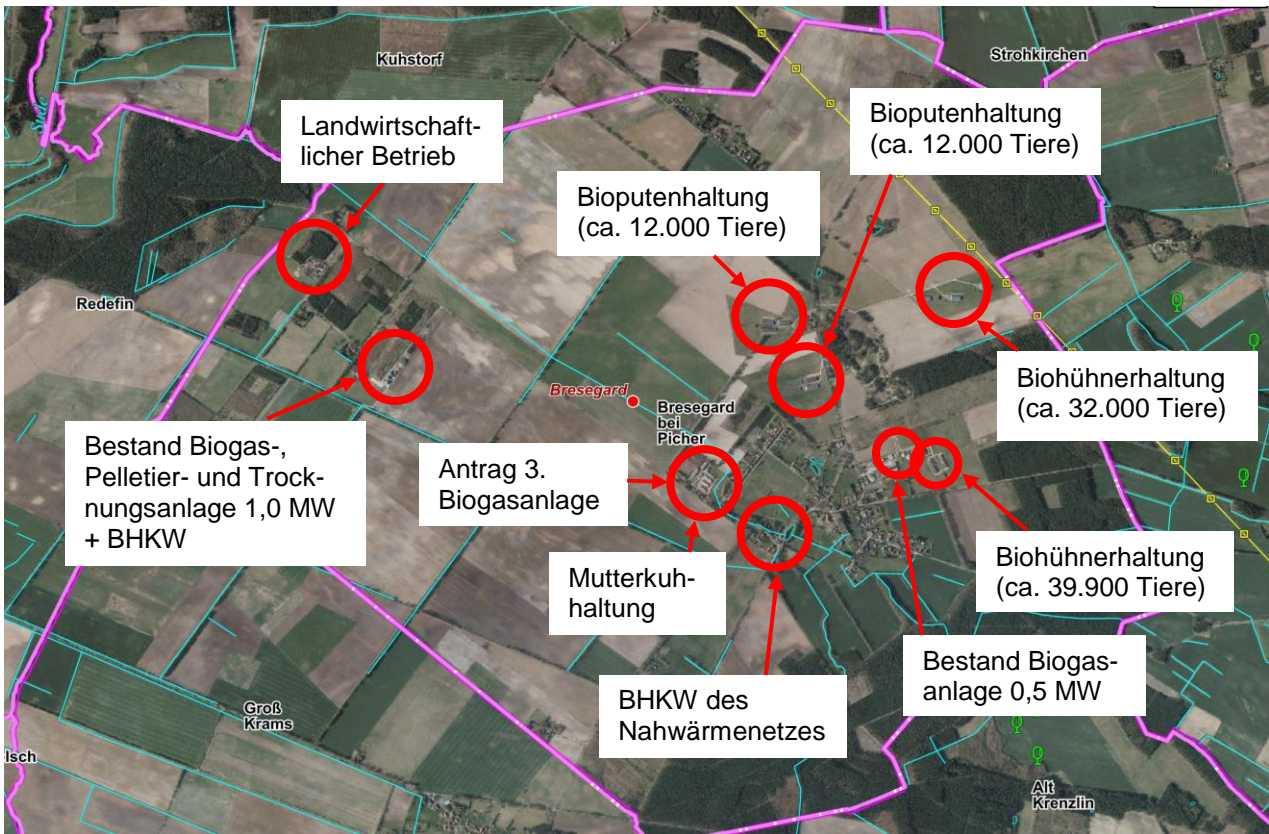 Kuhstorf
Strohkirchen
Sude
Landwirtschaft-
licher Betrieb
Bioputenhaltung
(ca. 12.000 Tiere)
Bioputenhaltung
(ca. 12.000 Tiere)
Redefin
Bresegard
Bresegard
bei
Picher
Biohühnerhaltung
(ca. 32.000 Tiere)
Bestand Biogas-,
Pelletier- und Trock-
nungsanlage 1,0 MW
+ BHKW
Antrag 3.
Biogasanlage
Mutterkuh-
haltung
Biohühnerhaltung
(ca. 39.900 Tiere)
Bestand Biogas-
anlage 0,5 MW
BHKW des
Nahwärmenetzes
Groß
Krams
lsch
Alt
Krenzlin